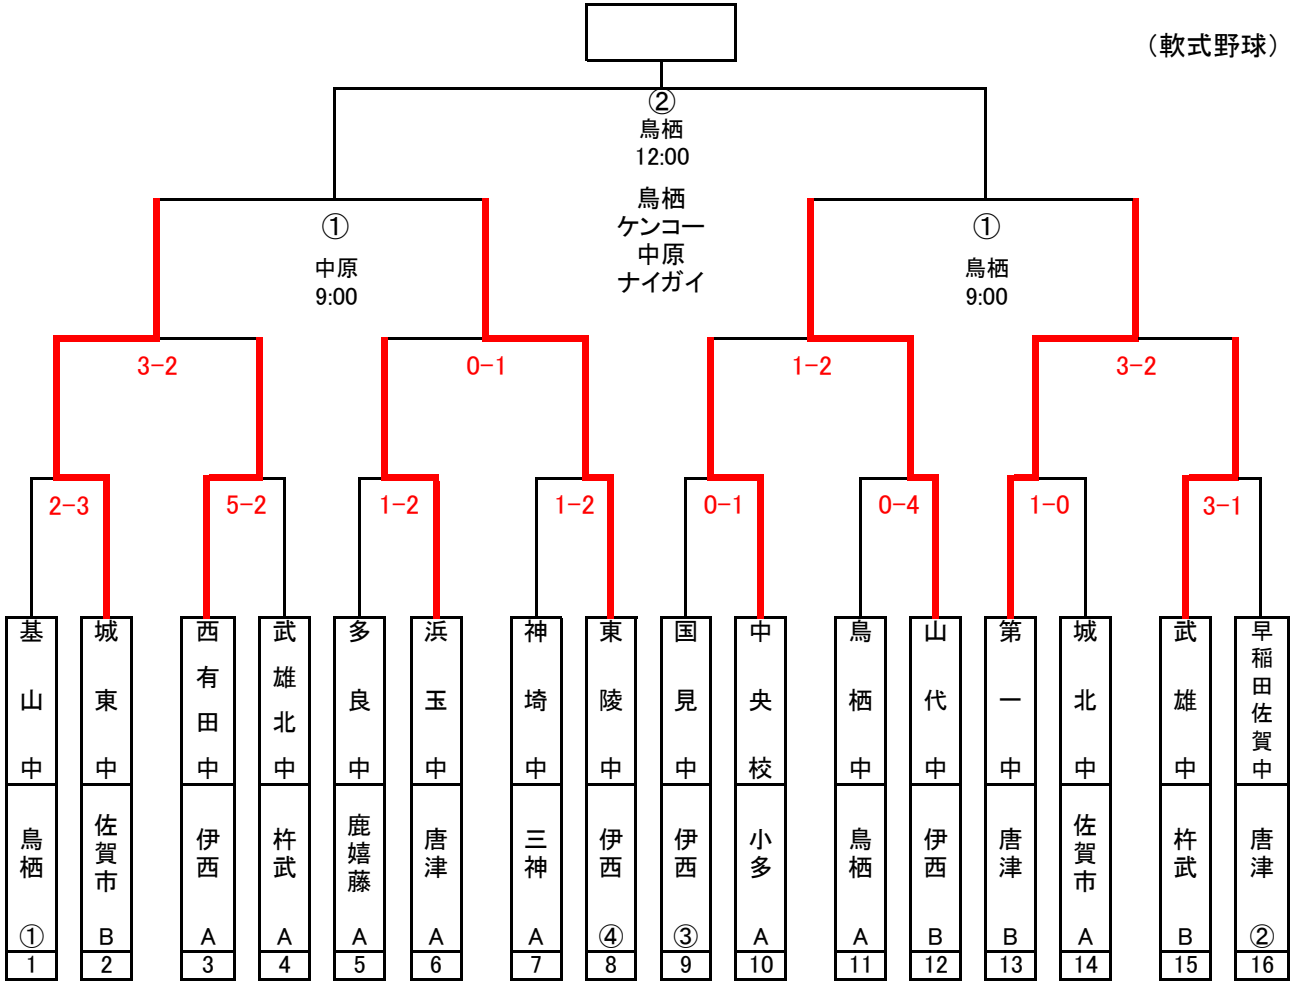 （軟式野球）
②
鳥栖
12:00
鳥栖
ケンコー
中原
ナイガイ
①
中原
9:00
①
鳥栖
9:00
3-2
0-1
1-2
3-2
2-3
5-2
1-2
1-2
0-1
0-4
1-0
3-1
基山中
鳥栖
①
1
城東中
佐賀市
B
2
西有田中
伊西
A
3
武雄北中
杵武
A
4
多良中
鹿嬉藤
A
5
浜玉中
唐津
A
6
神埼中
三神
A
7
東陵中
伊西
④
8
国見中
伊西
③
9
中央校
小多
A
10
鳥栖中
鳥栖
A
11
山代中
伊西
B
12
第一中
唐津
B
13
城北中
佐賀市
A
14
武雄中
杵武
B
15
早稲田佐賀中
唐津
②
16